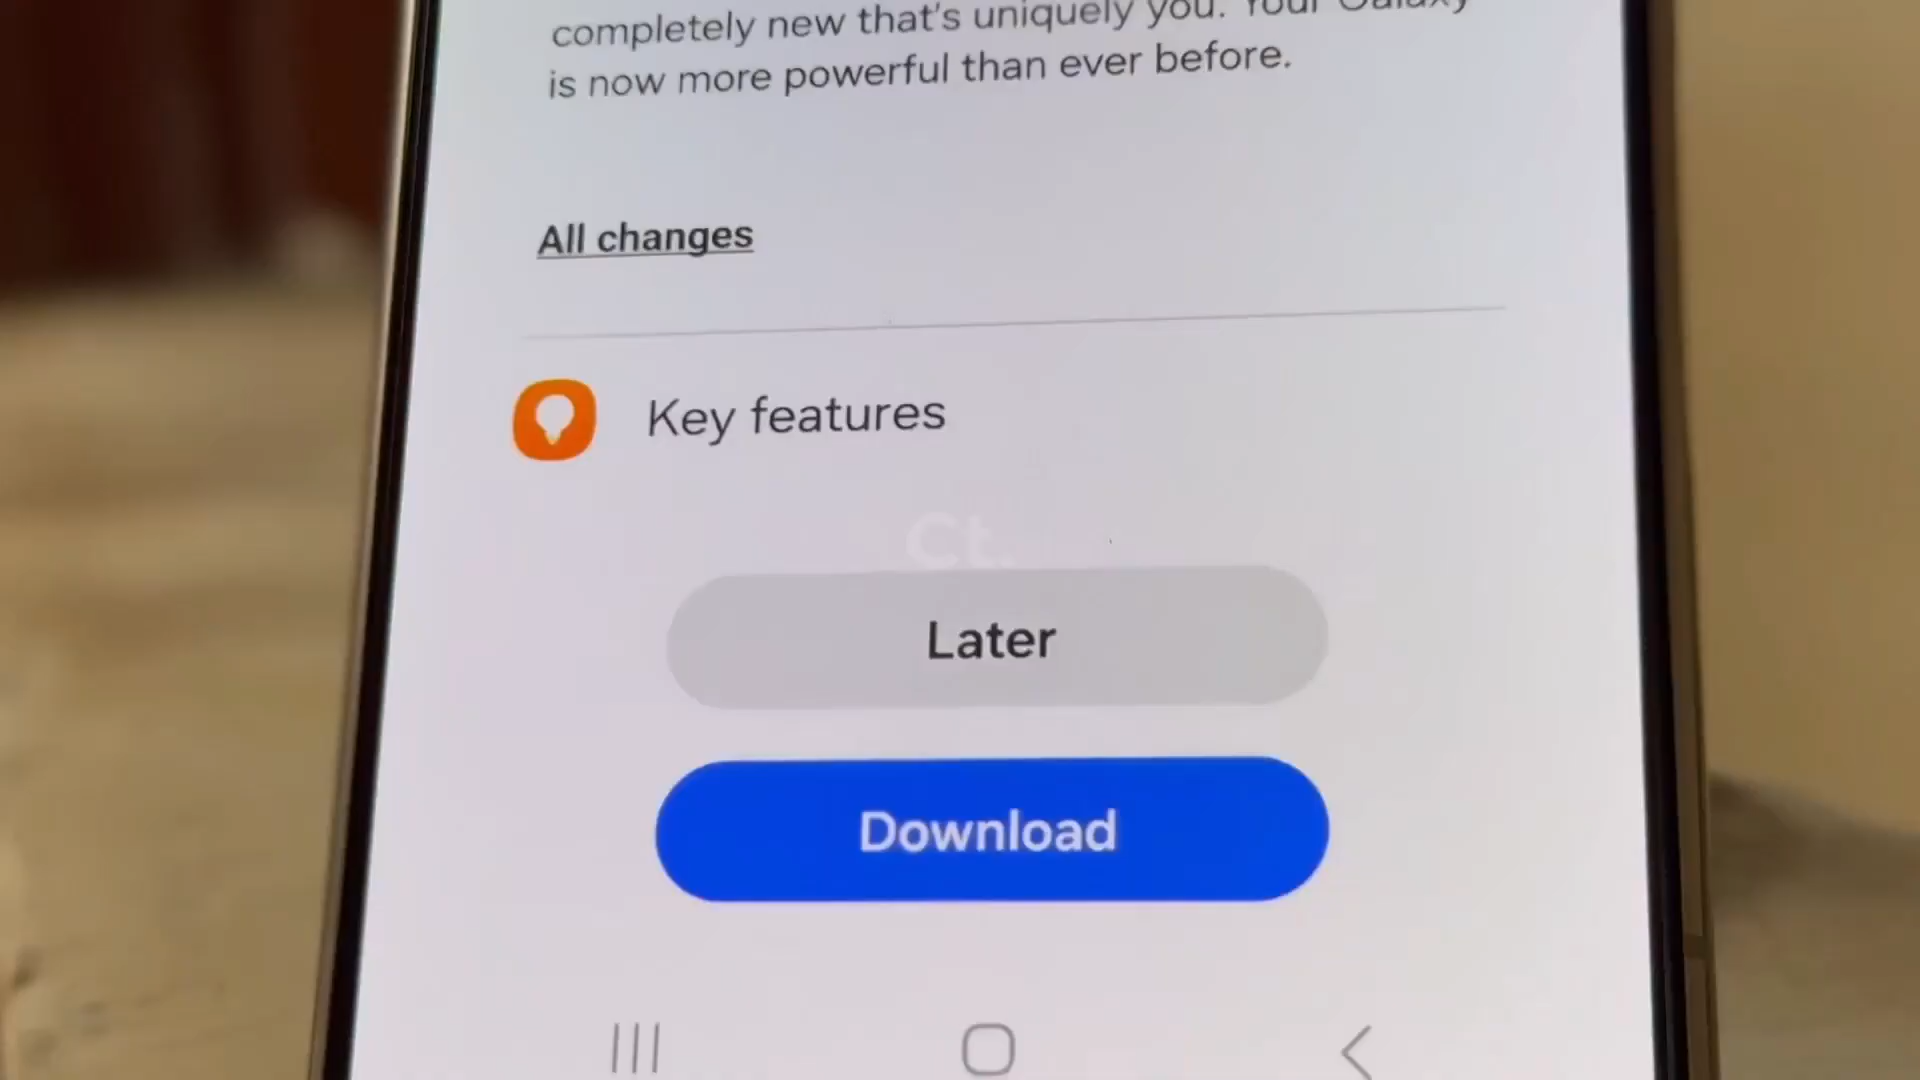 completely new that's uniquely you. Your Galaxy
is now more powerful than ever before.
All changes
Key features
Ct.
Later
Download